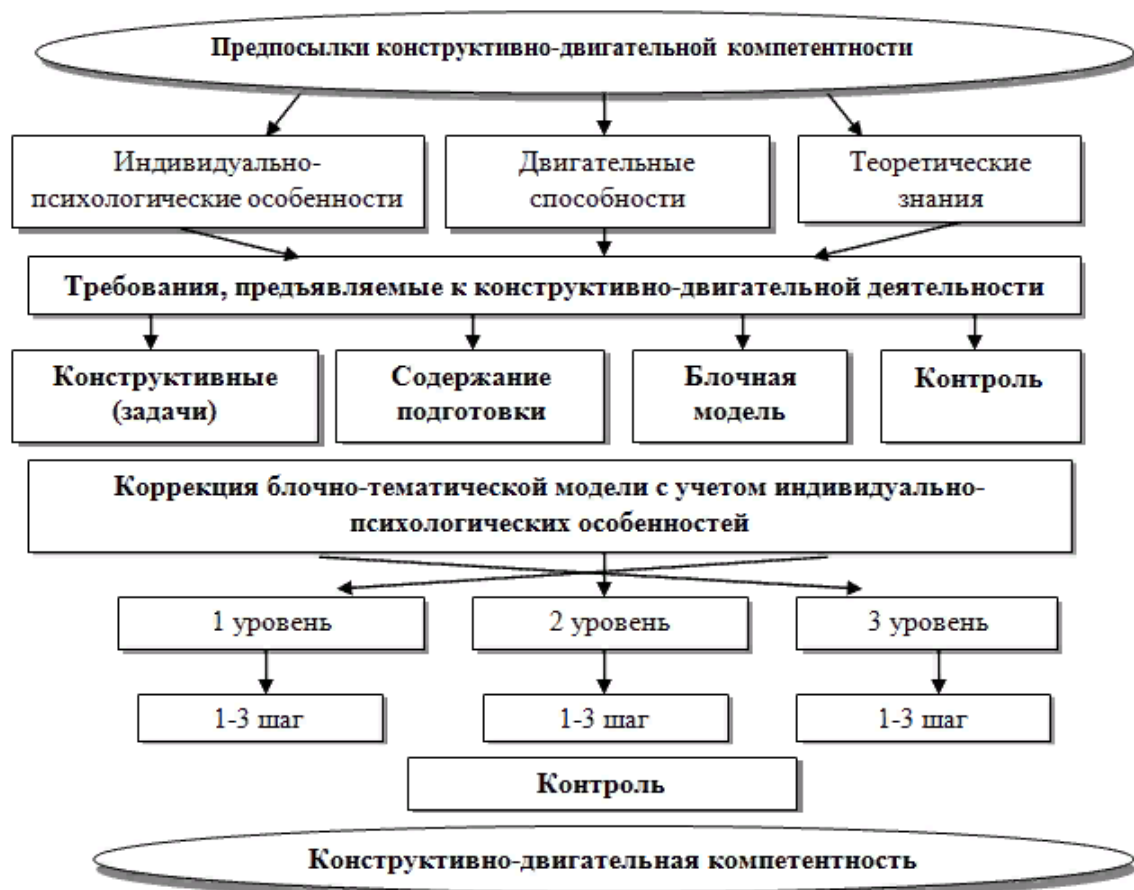 Предпосылки конструктивно-двигательной компетентности
Индивидуально-
психологические особенности
Двигательные
способности
Теоретические
знания
Требования, предъявляемые к конструктивно-двигательной деятельности
Конструктивные
(задачи)
Содержание
подготовки
Блочная
модель
Контроль
Коррекция блочно-тематической модели с учетом индивидуально-
психологических особенностей
1 уровень
2 уровень
3 уровень
1-3 шаг
1-3 шаг
1-3 шаг
Контроль
Конструктивно-двигательная компетентность